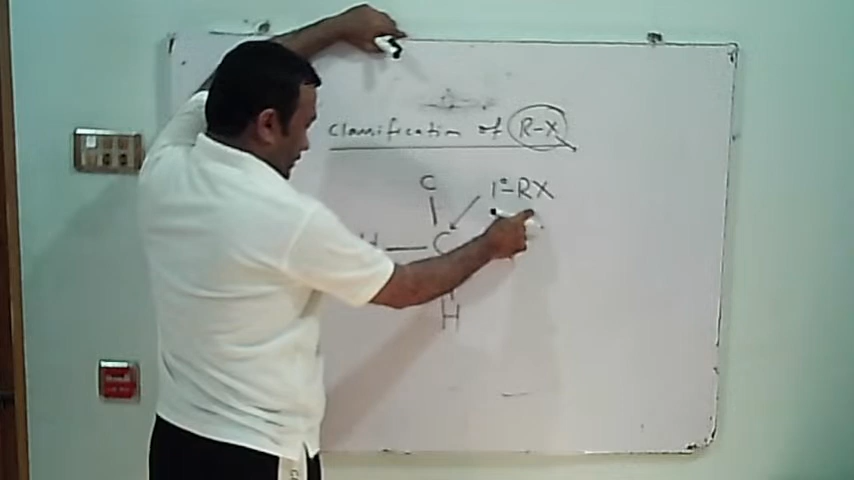 Classification of R-X
C
1°-RX
H — C
H